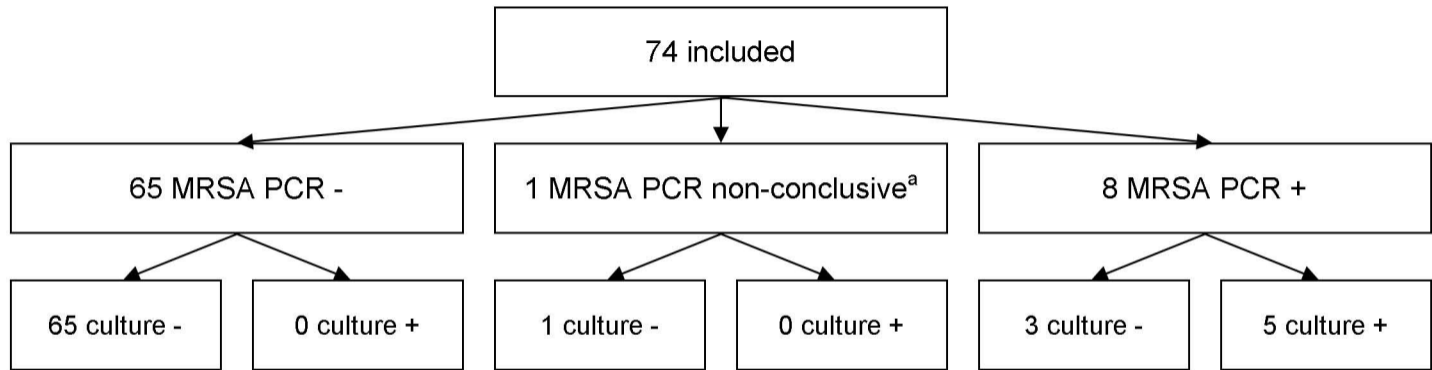 74 included
65 MRSA PCR -
1 MRSA PCR non-conclusiveᵃ
8 MRSA PCR +
65 culture -
0 culture +
1 culture -
0 culture +
3 culture -
5 culture +